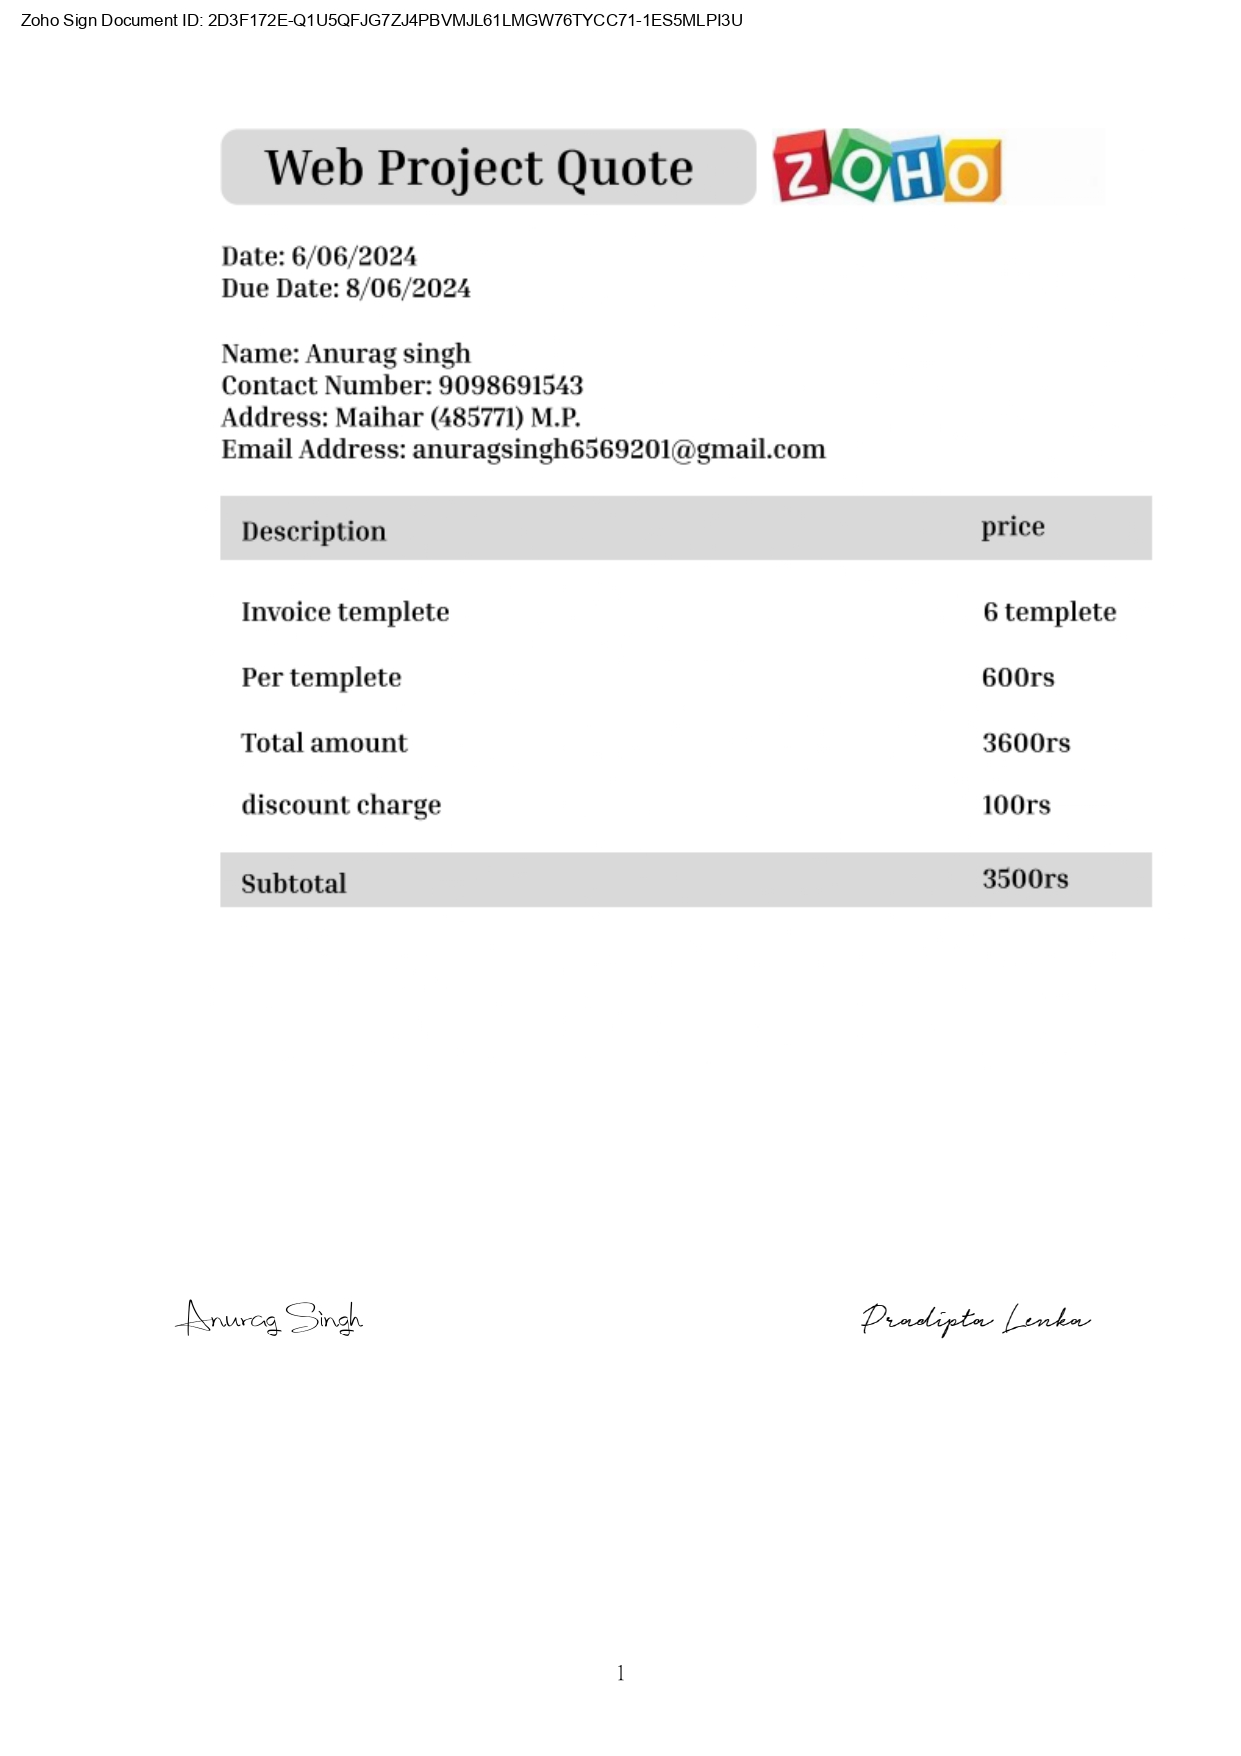 Zoho Sign Document ID: 2D3F172E-Q1U5QFJG7ZJ4PBVMJL61LMGW76TYCC71-1ES5MLPI3U
Web Project Quote ZOHO
Date: 6/06/2024
Due Date: 8/06/2024
Name: Anurag singh
Contact Number: 9098691543
Address: Maihar (485771) M.P.
Email Address: anuragsingh6569201@gmail.com
Description price
Invoice templete 6 templete
Per templete 600rs
Total amount 3600rs
discount charge 100rs
Subtotal 3500rs
Anurag Singh Pradipta Lenka
1